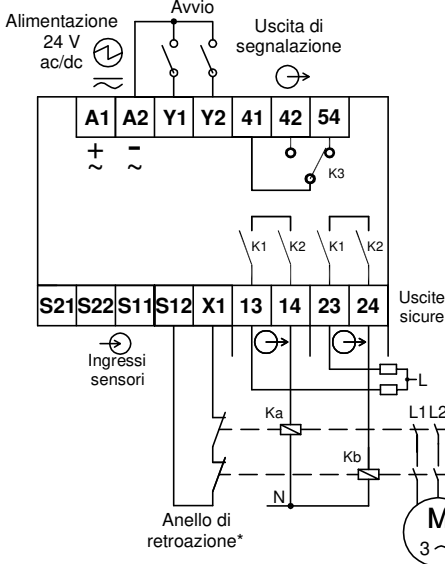 Avvio
Alimentazione
24 V
ac/dc
Uscita di
segnalazione
A1 A2 Y1 Y2 41 42 54
+ -
~ ~
K3
K1 K2 K1 K2
S21 S22 S11 S12 X1 13 14 23 24
Uscite
sicure
Ingressi
sensori
L
Ka
L1 L2
Kb
N
Anello di
retroazione*
M
3 ~